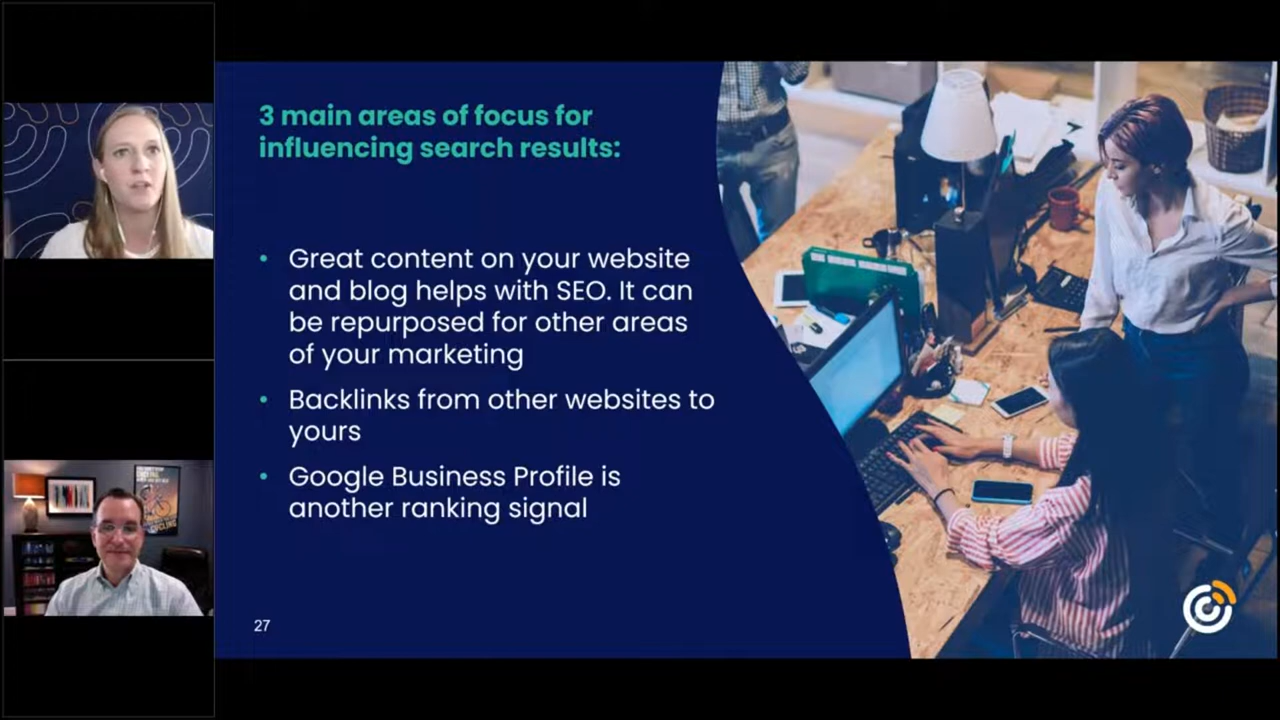 3 main areas of focus for
influencing search results:
• Great content on your website
and blog helps with SEO. It can
be repurposed for other areas
of your marketing
• Backlinks from other websites to
yours
• Google Business Profile is
another ranking signal
27